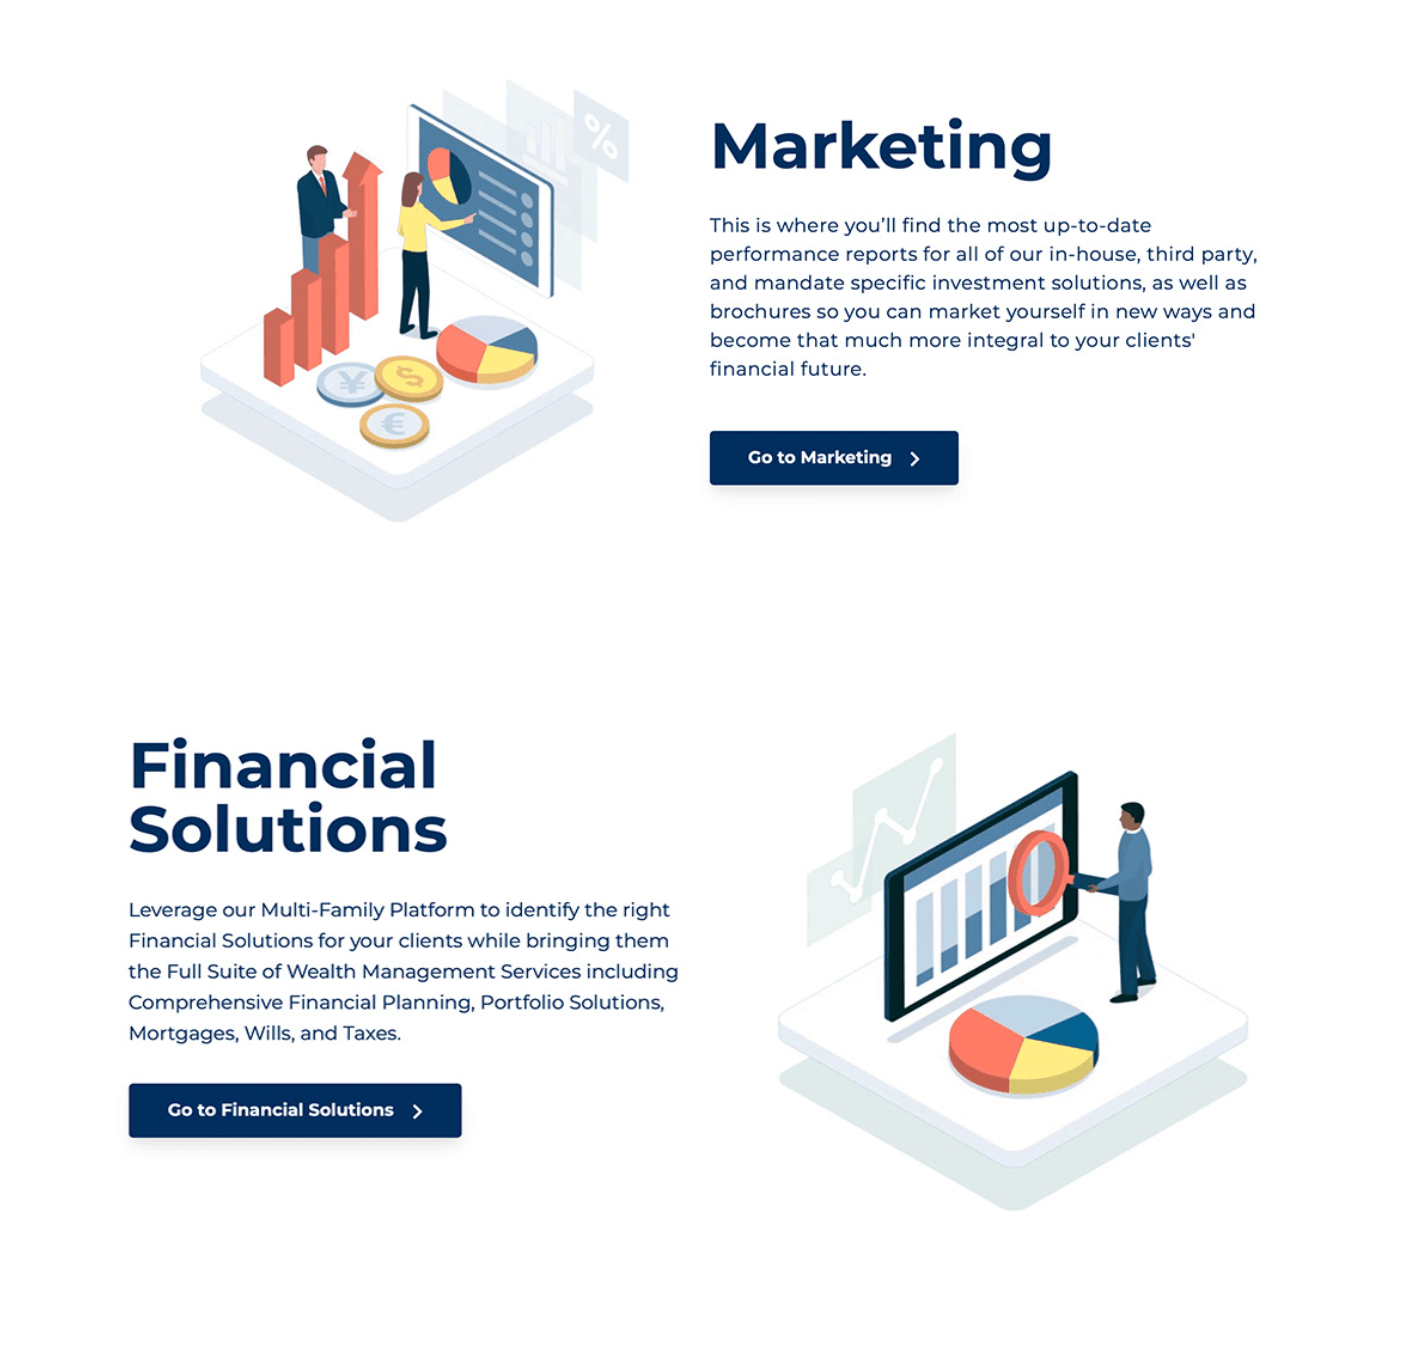 %
Marketing
This is where you’ll find the most up-to-date
performance reports for all of our in-house, third party,
and mandate specific investment solutions, as well as
brochures so you can market yourself in new ways and
become that much more integral to your clients'
financial future.
Go to Marketing
¥ $
€
Financial
Solutions
Leverage our Multi-Family Platform to identify the right
Financial Solutions for your clients while bringing them
the Full Suite of Wealth Management Services including
Comprehensive Financial Planning, Portfolio Solutions,
Mortgages, Wills, and Taxes.
Go to Financial Solutions